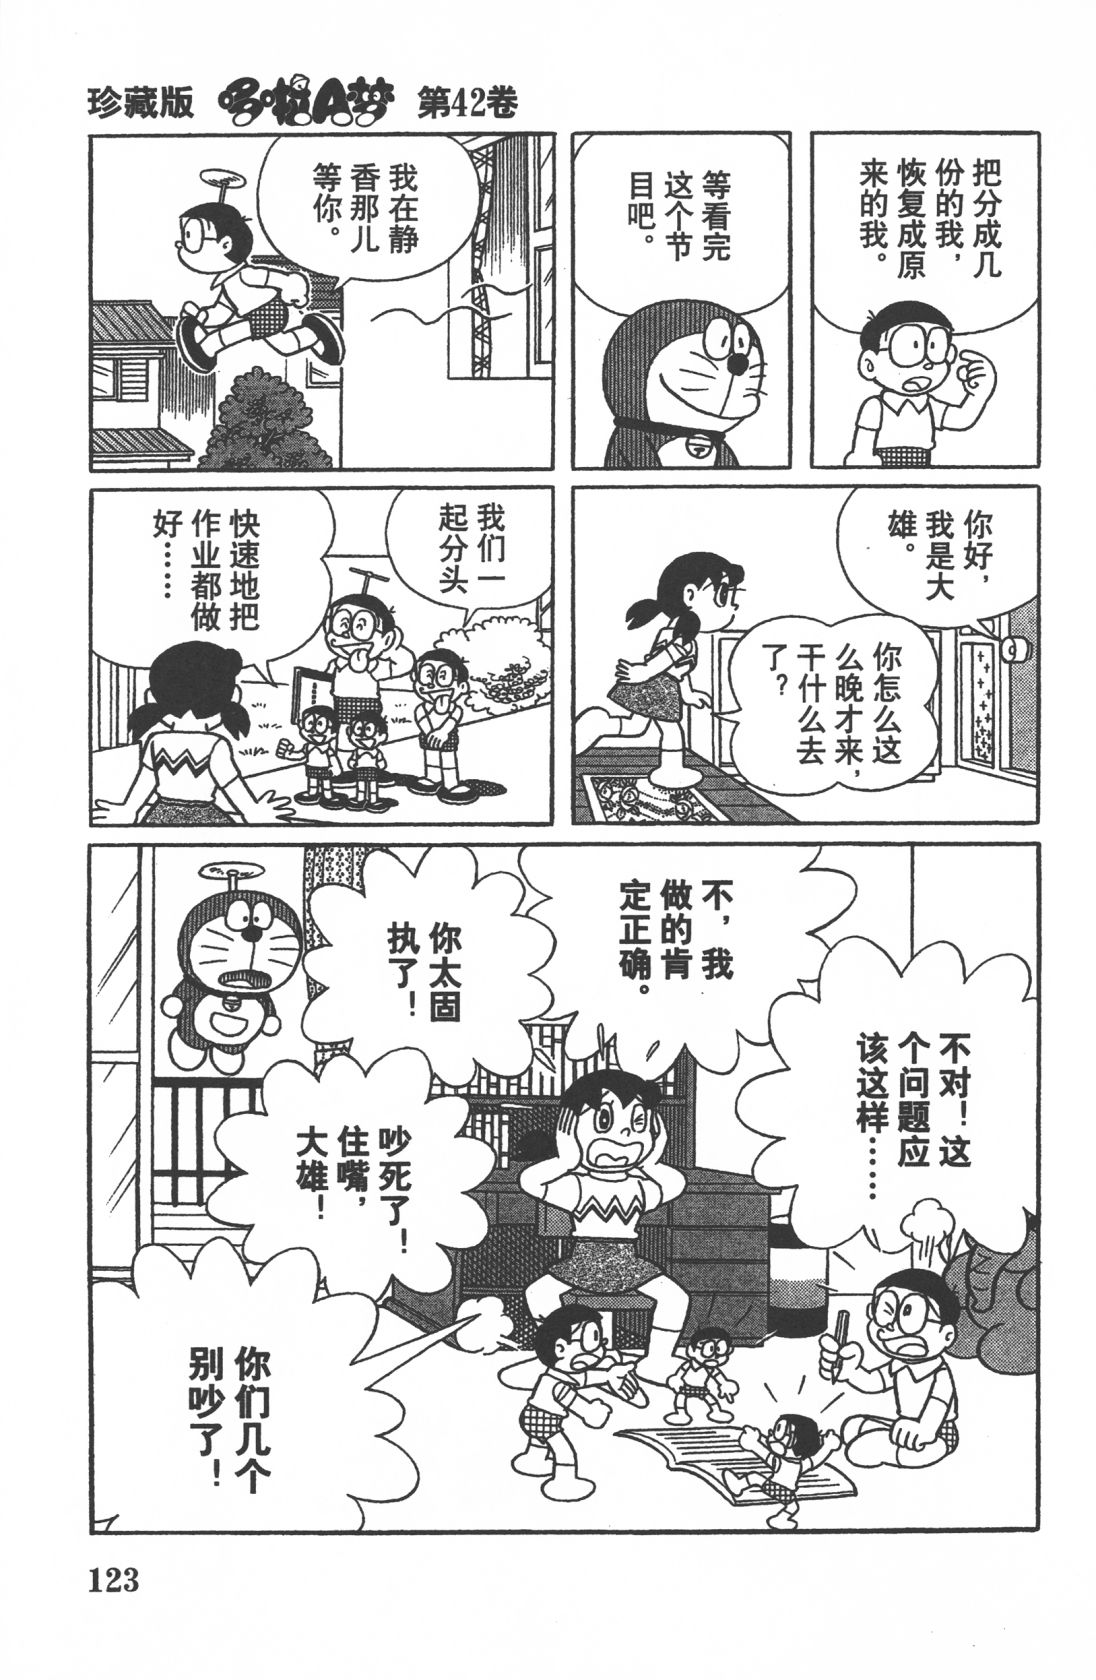 珍藏版 哆啦A梦 第42卷
把分成几
份的我，
恢复成原
来的我。
等看完
这个节
目吧。
我在静
香那儿
等你。
你好，
我是大
雄。
你怎么这
么晚才来，
干什么去
了？
我们一
起分头
快速地把
作业都做
好……
不对！这
个问题应
该这样……
不，我
做的肯
定正确。
你太固
执了！
吵死了！
住嘴，
大雄！
你们几个
别吵了！
123